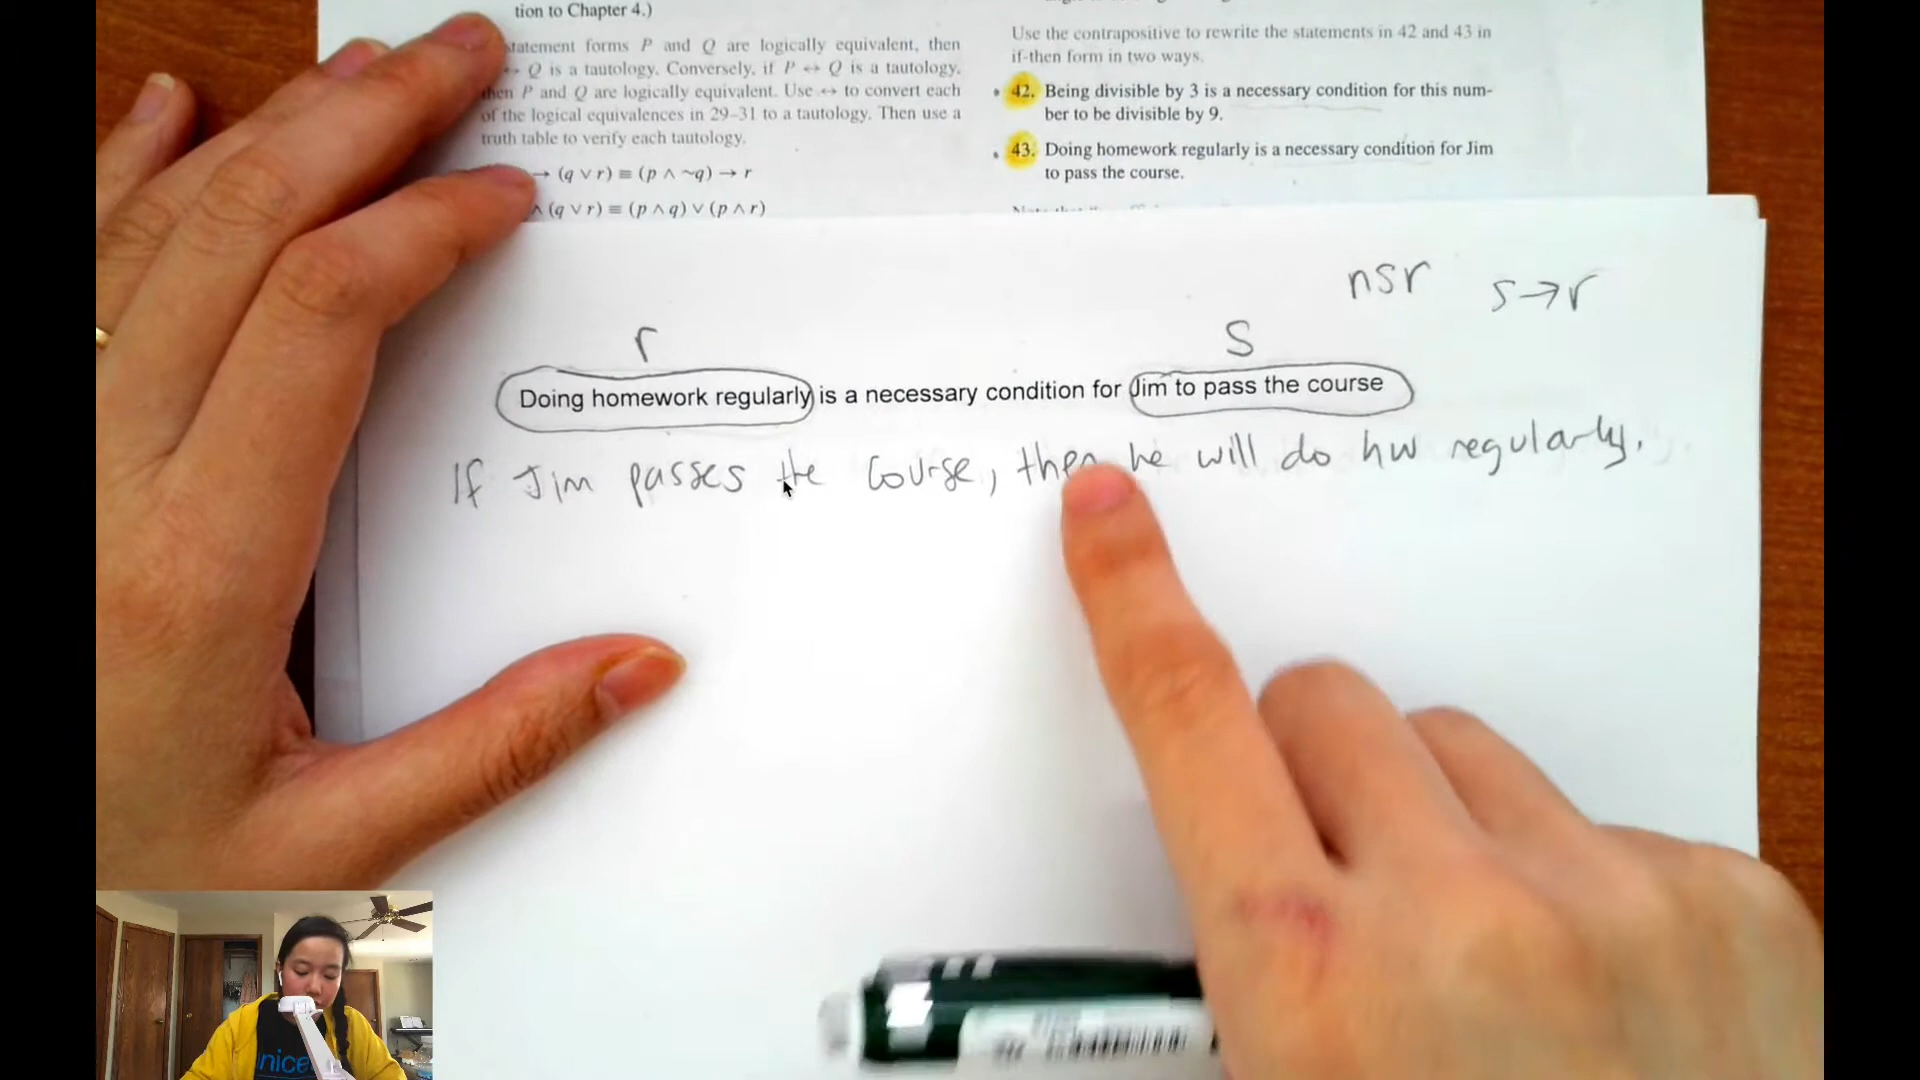 tion to Chapter 4.)
statement forms P and Q are logically equivalent, then
↔ Q is a tautology. Conversely, if P ↔ Q is a tautology,
then P and Q are logically equivalent. Use ↔ to convert each
of the logical equivalences in 29–31 to a tautology. Then use a
truth table to verify each tautology.
→ (q ∨ r) ≡ (p ∧ ~q) → r
∧ (q ∨ r) ≡ (p ∧ q) ∨ (p ∧ r)
Use the contrapositive to rewrite the statements in 42 and 43 in
if-then form in two ways.
42. Being divisible by 3 is a necessary condition for this num-
ber to be divisible by 9.
43. Doing homework regularly is a necessary condition for Jim
to pass the course.
nsr s→r
r s
Doing homework regularly is a necessary condition for Jim to pass the course
If Jim passes the course, then he will do hw regularly.
nice